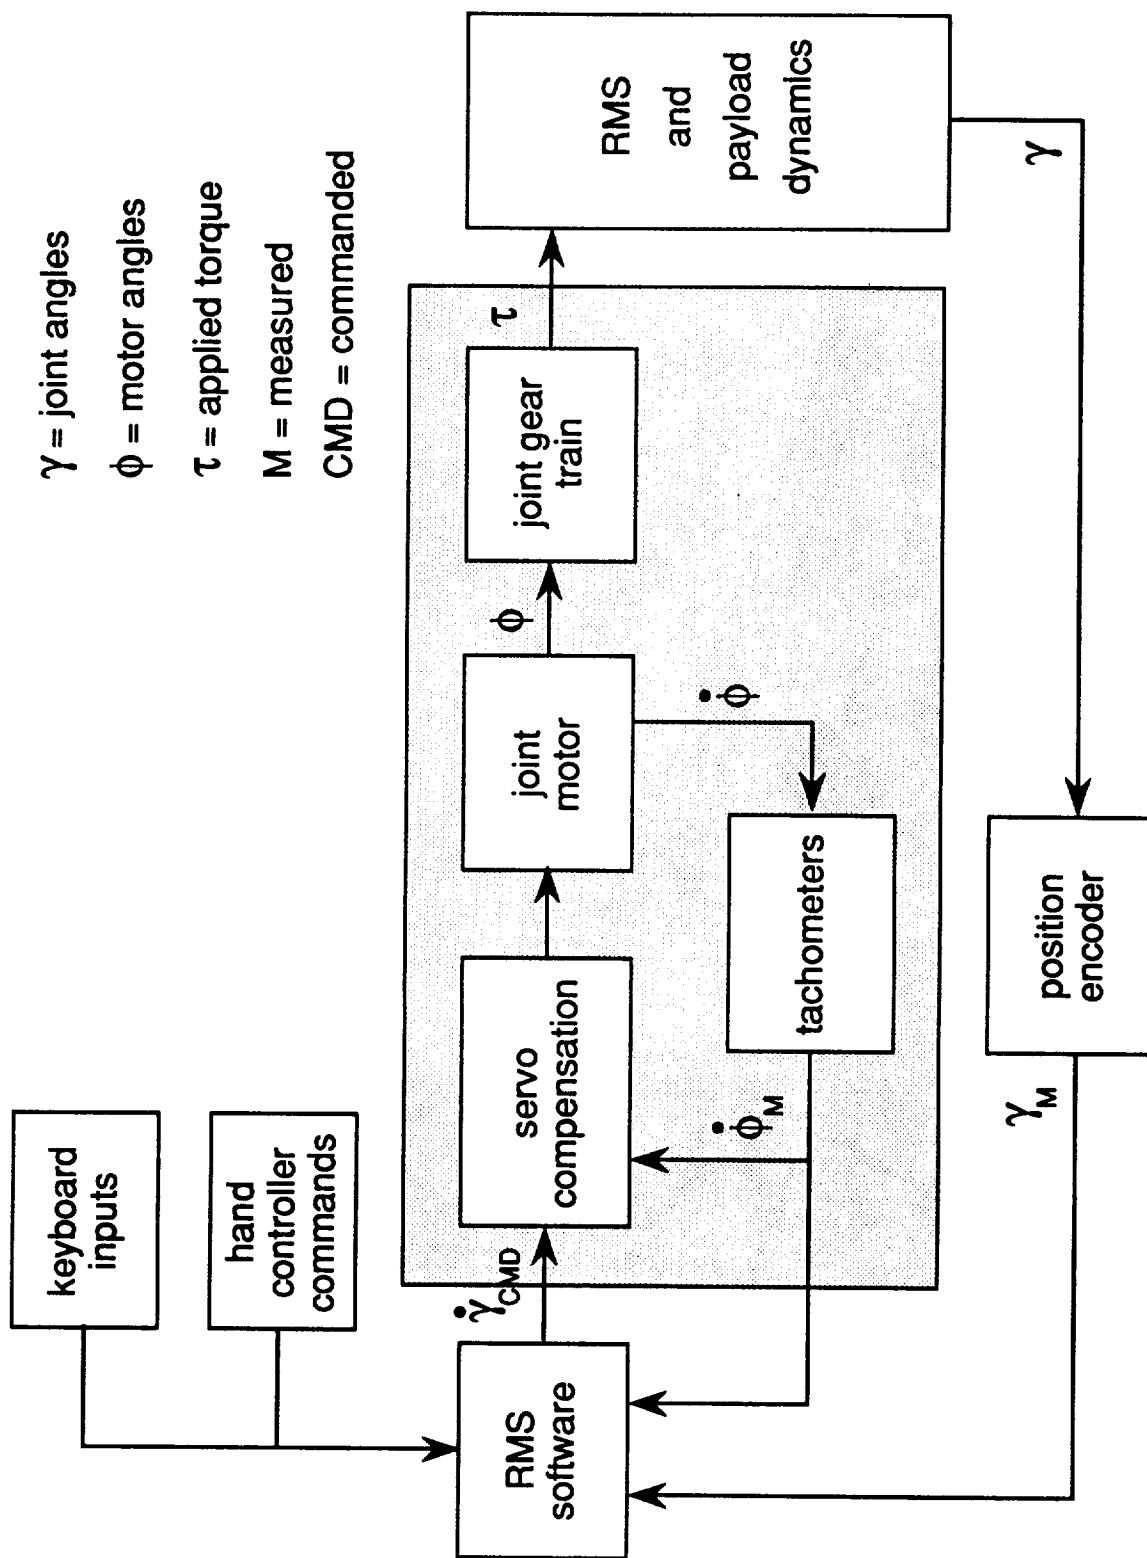 γ = joint angles
ϕ = motor angles
τ = applied torque
M = measured
CMD = commanded
keyboard
inputs
hand
controller
commands
RMS
software
γ̇CMD
servo
compensation
joint
motor
ϕ
joint gear
train
τ
RMS
and
payload
dynamics
ϕ̇M
tachometers
ϕ̇
γM
position
encoder
γ